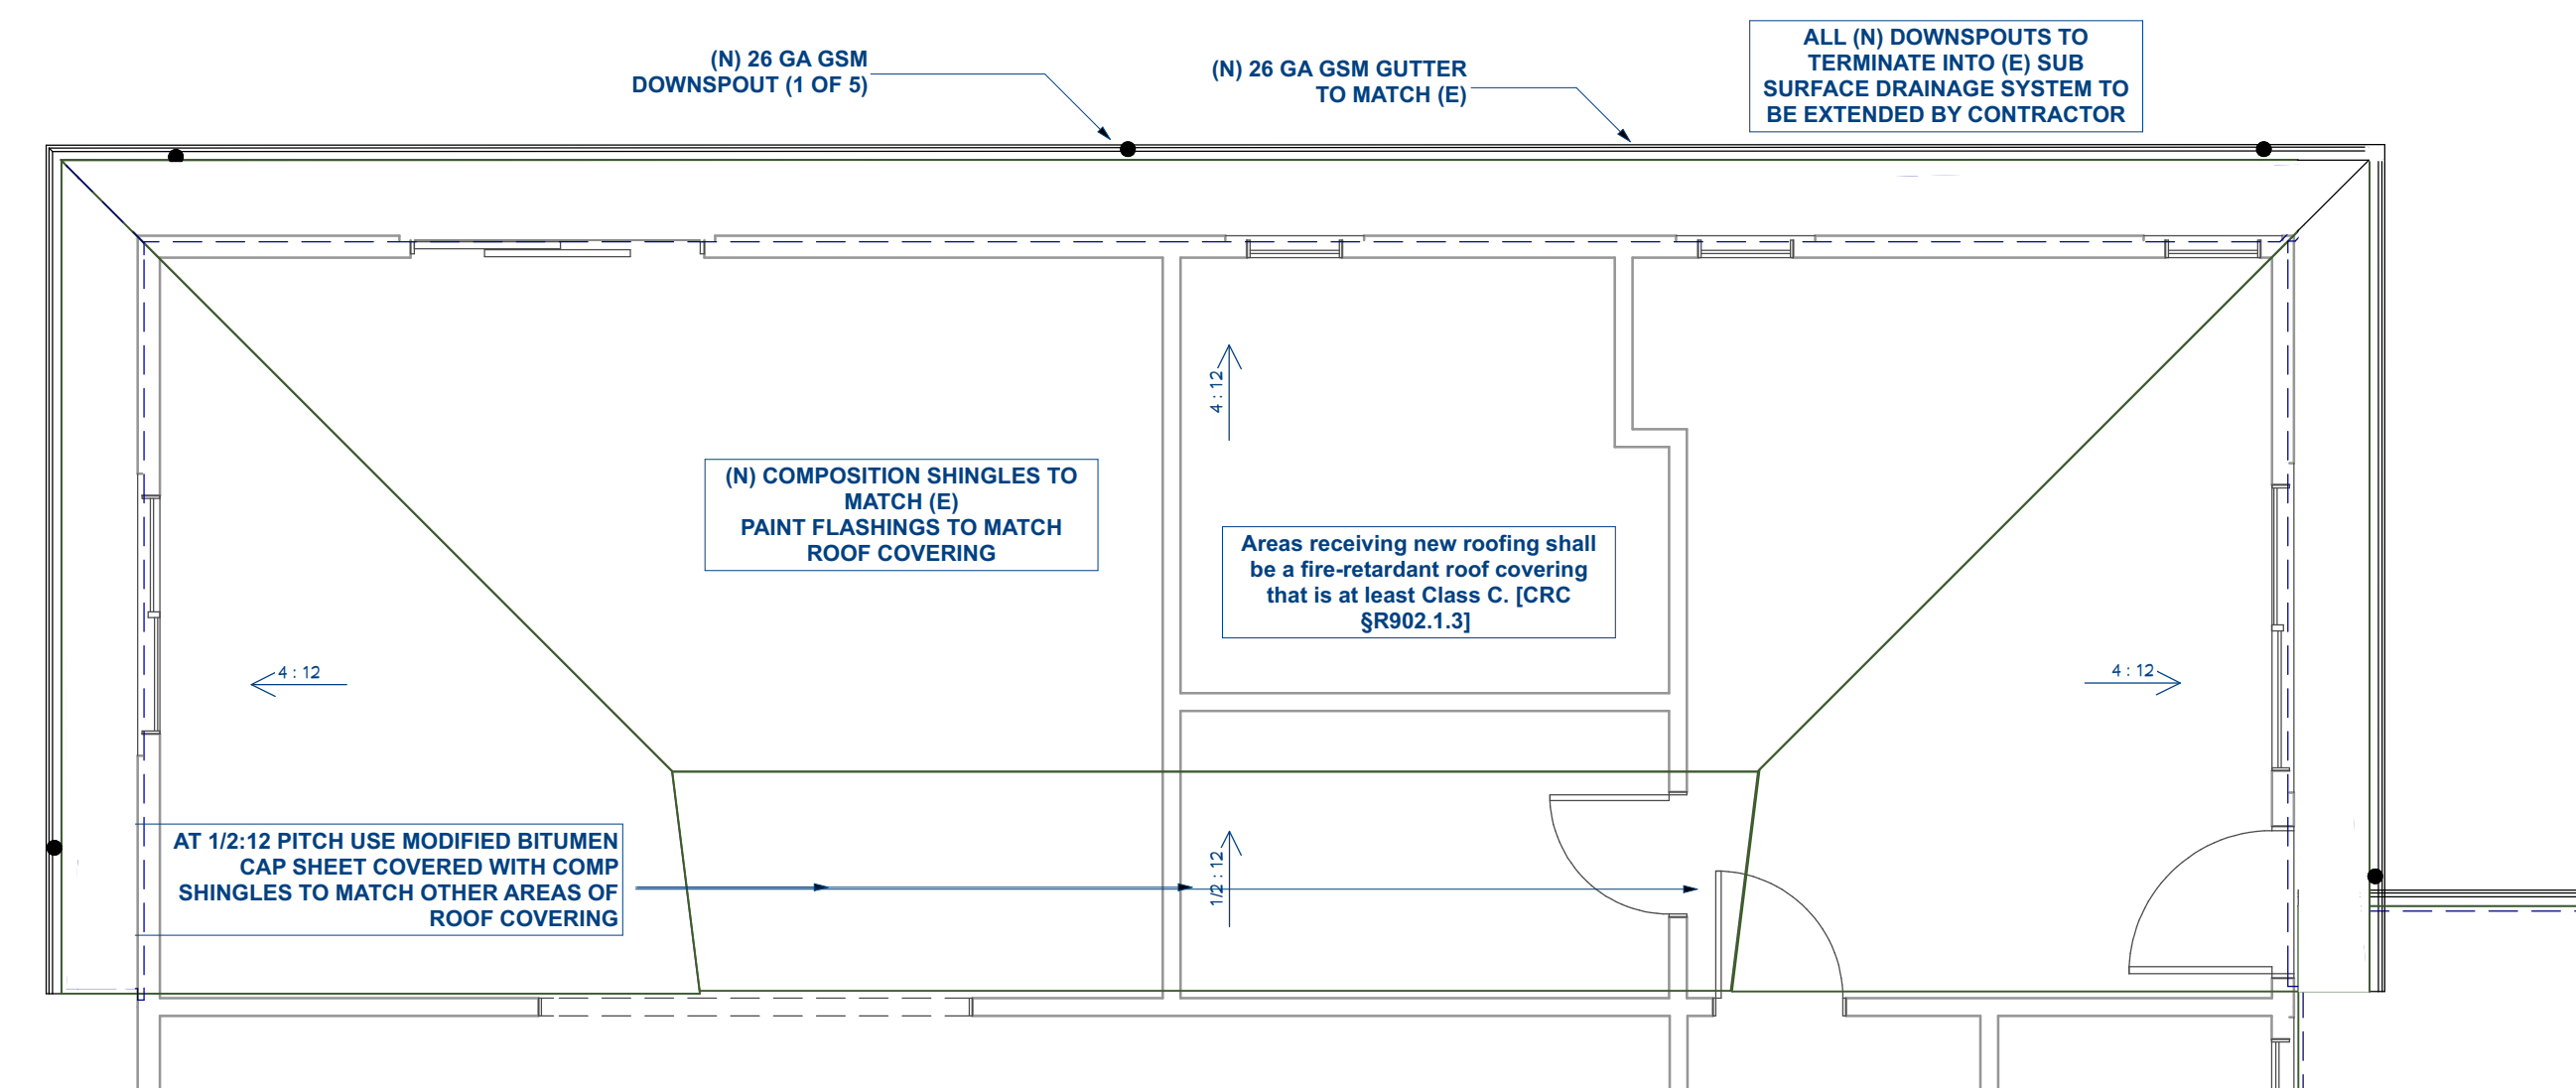 (N) 26 GA GSM
DOWNSPOUT (1 OF 5)
(N) 26 GA GSM GUTTER
TO MATCH (E)
ALL (N) DOWNSPOUTS TO
TERMINATE INTO (E) SUB
SURFACE DRAINAGE SYSTEM TO
BE EXTENDED BY CONTRACTOR
4 : 12
(N) COMPOSITION SHINGLES TO
MATCH (E)
PAINT FLASHINGS TO MATCH
ROOF COVERING
Areas receiving new roofing shall
be a fire-retardant roof covering
that is at least Class C. [CRC
§R902.1.3]
4 : 12
4 : 12
AT 1/2:12 PITCH USE MODIFIED BITUMEN
CAP SHEET COVERED WITH COMP
SHINGLES TO MATCH OTHER AREAS OF
ROOF COVERING
1/2 : 12